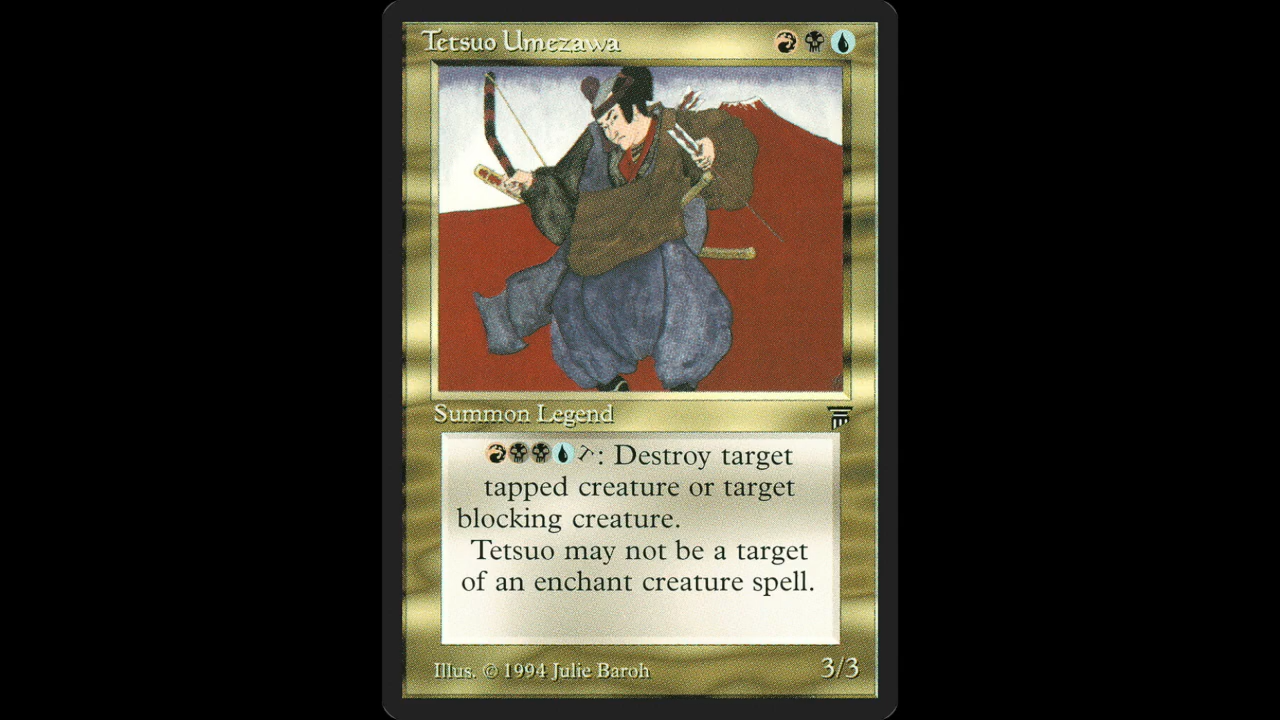 Tetsuo Umezawa
Summon Legend
: Destroy target
tapped creature or target
blocking creature.
Tetsuo may not be a target
of an enchant creature spell.
Illus. © 1994 Julie Baroh
3/3